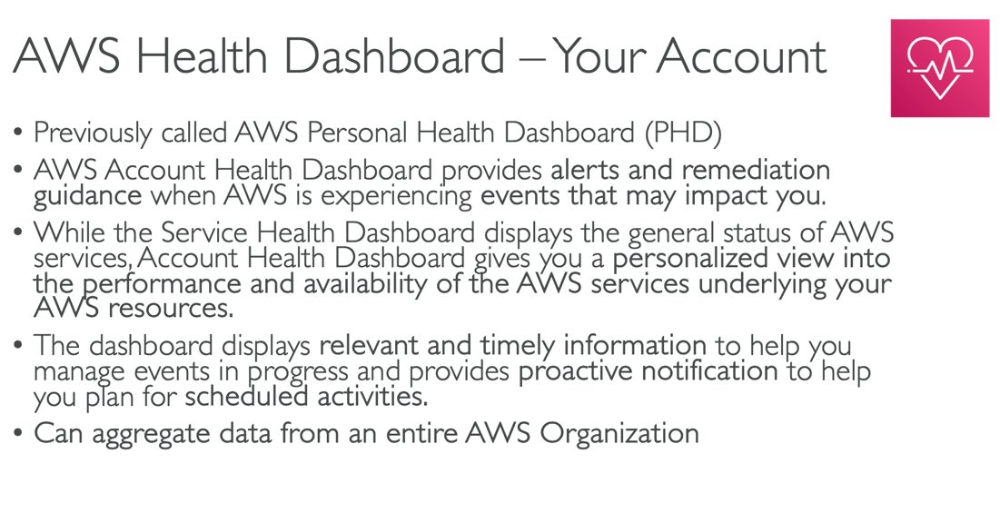 AWS Health Dashboard – Your Account
• Previously called AWS Personal Health Dashboard (PHD)
• AWS Account Health Dashboard provides alerts and remediation
guidance when AWS is experiencing events that may impact you.
• While the Service Health Dashboard displays the general status of AWS
services, Account Health Dashboard gives you a personalized view into
the performance and availability of the AWS services underlying your
AWS resources.
• The dashboard displays relevant and timely information to help you
manage events in progress and provides proactive notification to help
you plan for scheduled activities.
• Can aggregate data from an entire AWS Organization